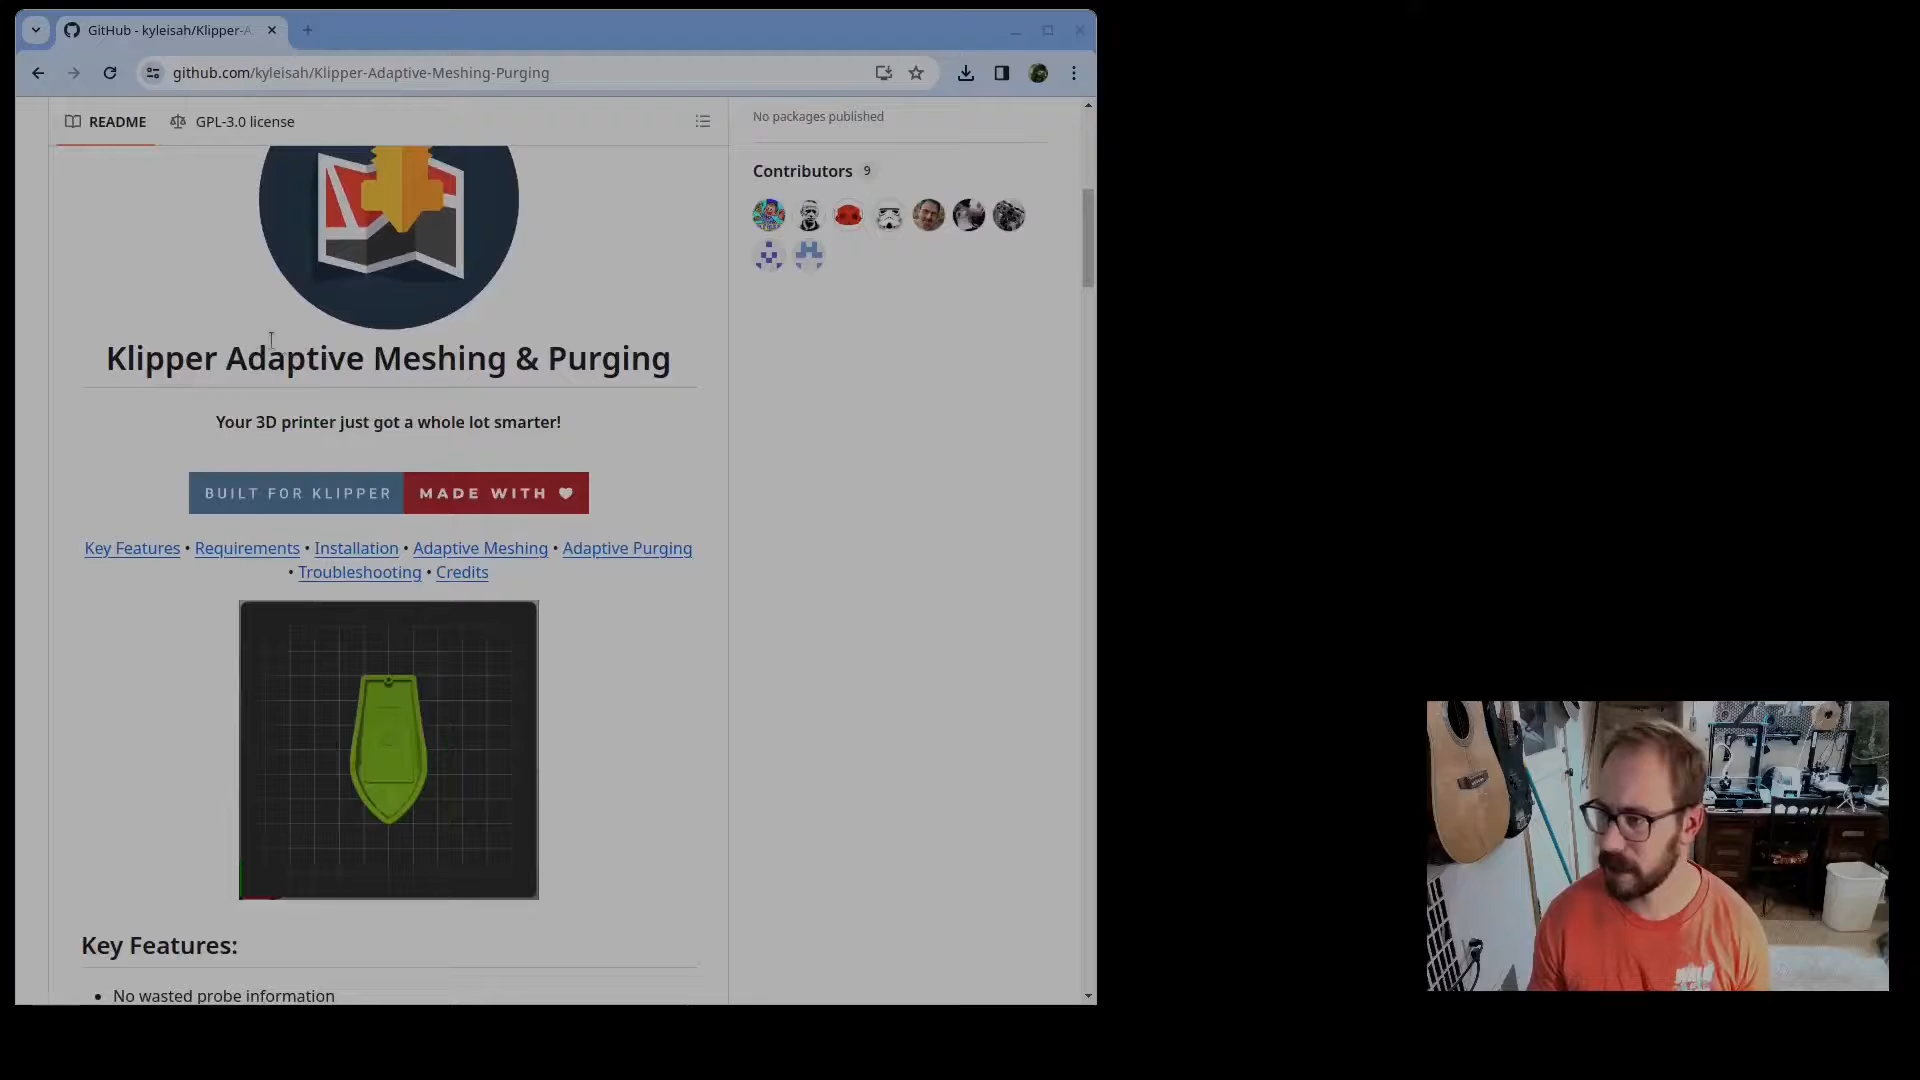 GitHub - kyleisah/Klipper-A
github.com/kyleisah/Klipper-Adaptive-Meshing-Purging
README
GPL-3.0 license
No packages published
Contributors 9
Klipper Adaptive Meshing & Purging
Your 3D printer just got a whole lot smarter!
BUILT FOR KLIPPER MADE WITH ♥
Key Features • Requirements • Installation • Adaptive Meshing • Adaptive Purging
• Troubleshooting • Credits
Key Features:
• No wasted probe information